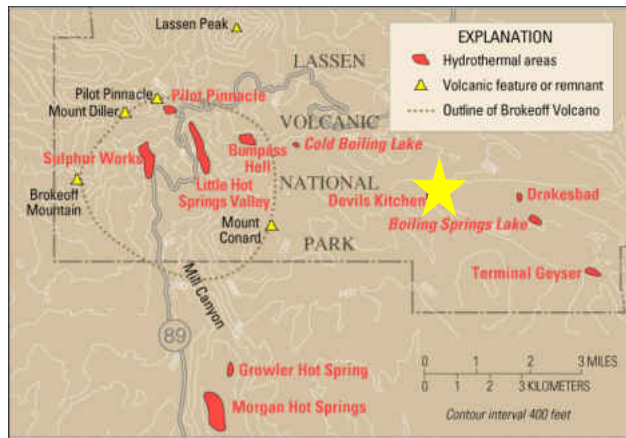 Lassen Peak
EXPLANATION
Hydrothermal areas
Volcanic feature or remnant
Outline of Brokeoff Volcano
LASSEN
Pilot Pinnacle
Pilot Pinnacle
Mount Diller
VOLCANIC
Cold Boiling Lake
Sulphur Works
Bumpass
Hell
Little Hot
Springs Valley
NATIONAL
Devils Kitchen
Drakesbad
Brokeoff
Mountain
Boiling Springs Lake
Mount
Conard
PARK
Terminal Geyser
Mill Canyon
89
0 1 2 3 MILES
0 1 2 3 KILOMETERS
Growler Hot Spring
Morgan Hot Springs
Contour interval 400 feet